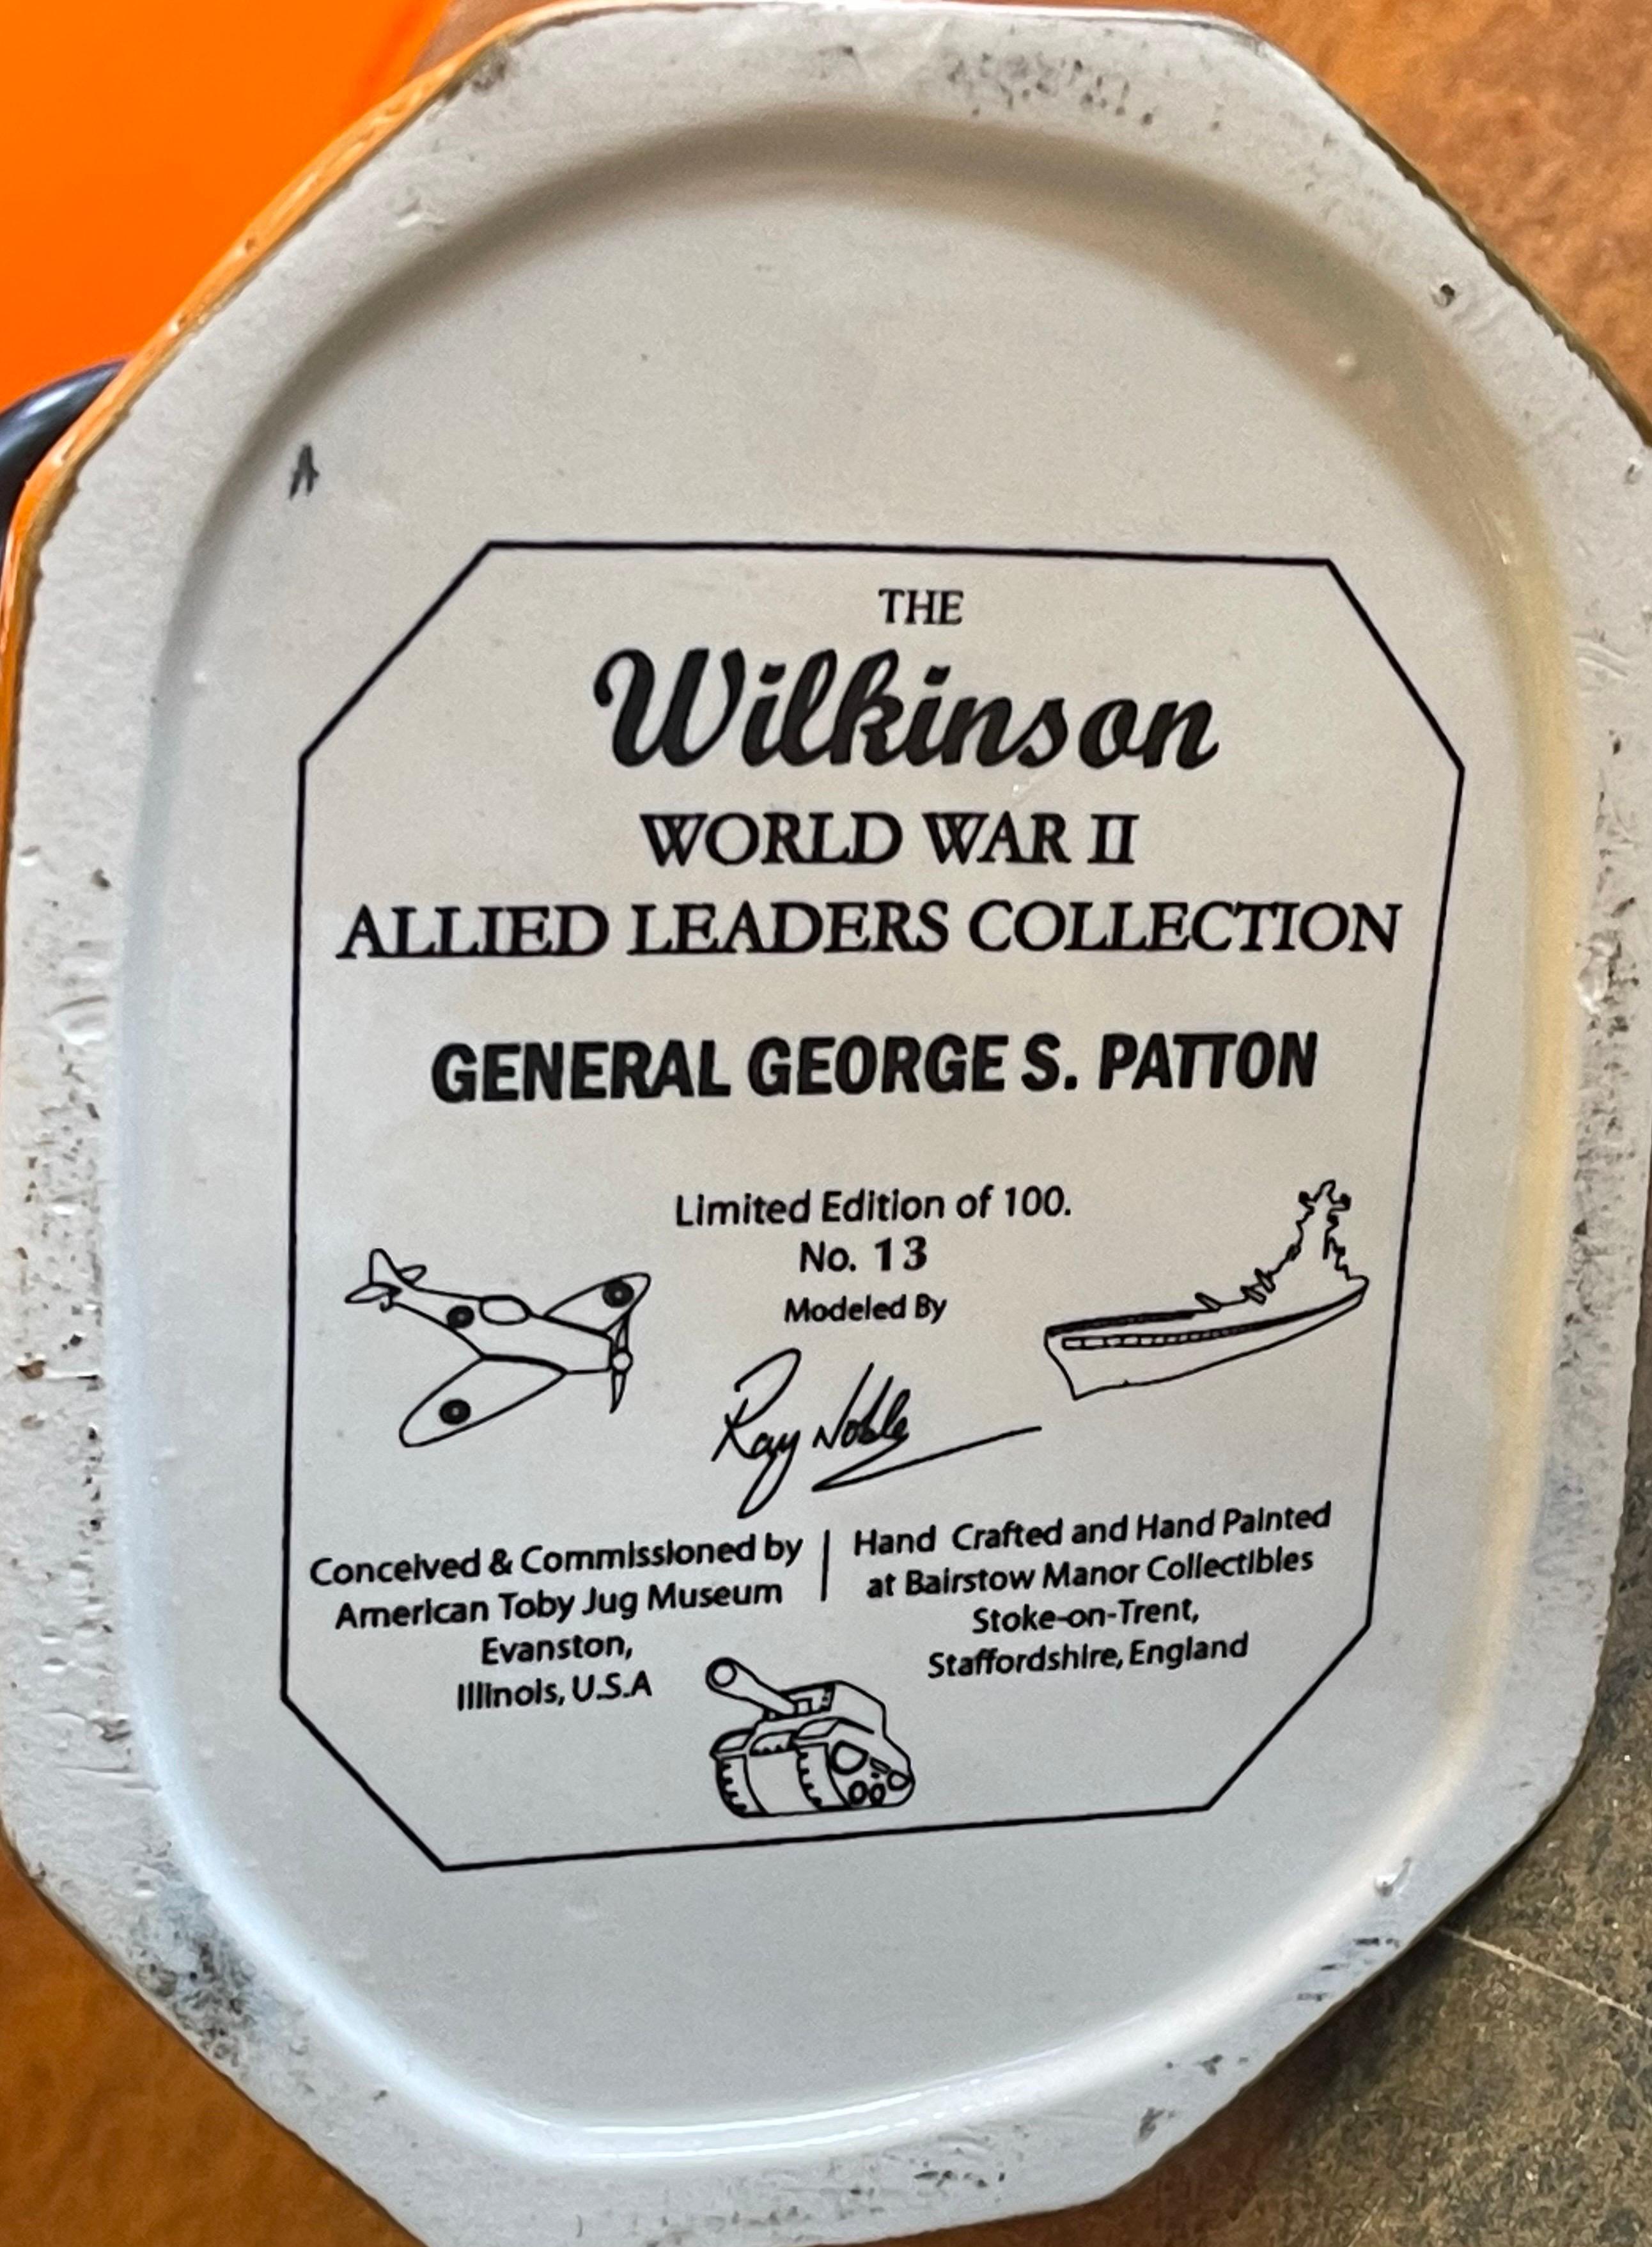 A
THE
Wilkinson
WORLD WAR II
ALLIED LEADERS COLLECTION
GENERAL GEORGE S. PATTON
Limited Edition of 100.
No. 13
Modeled By
Ray Noble
Conceived & Commissioned by
American Toby Jug Museum
Evanston,
Illinois, U.S.A
Hand Crafted and Hand Painted
at Bairstow Manor Collectibles
Stoke-on-Trent,
Staffordshire, England